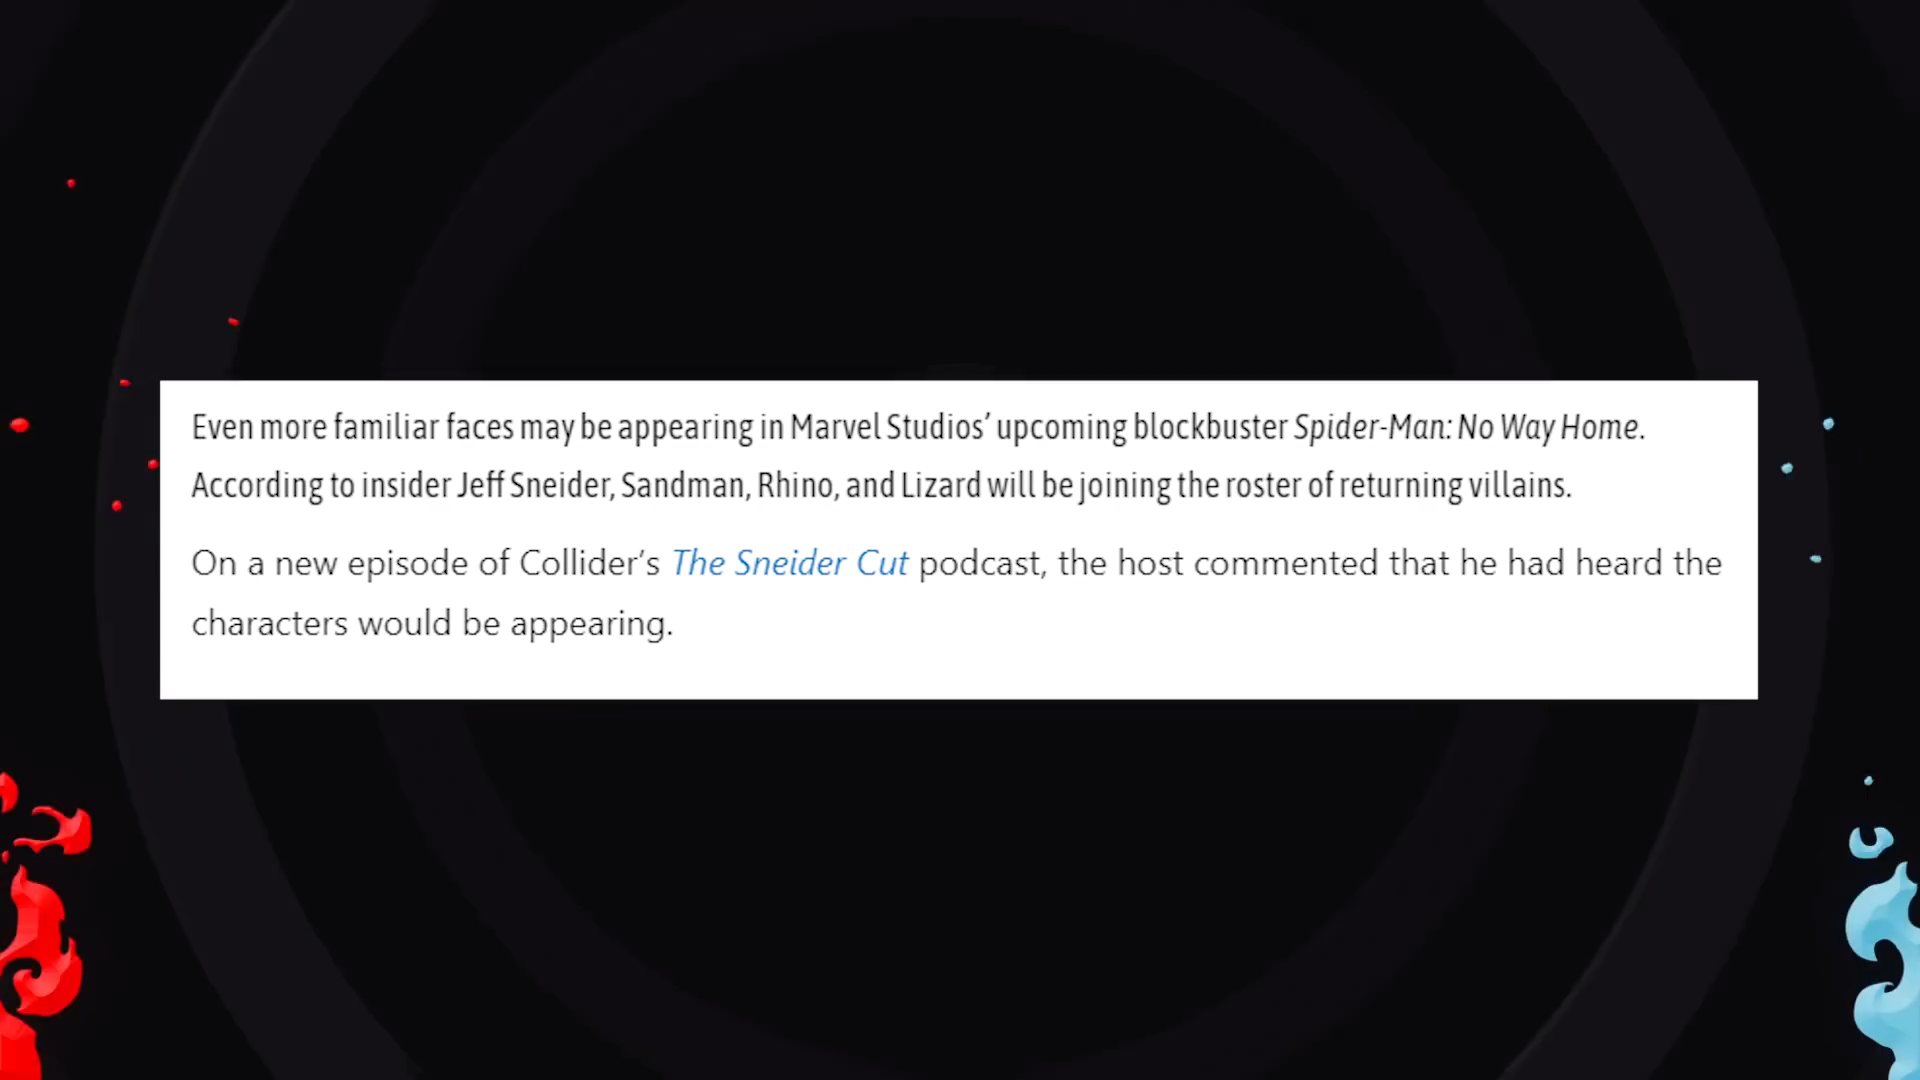 Even more familiar faces may be appearing in Marvel Studios’ upcoming blockbuster Spider-Man: No Way Home.
According to insider Jeff Sneider, Sandman, Rhino, and Lizard will be joining the roster of returning villains.
On a new episode of Collider’s The Sneider Cut podcast, the host commented that he had heard the
characters would be appearing.